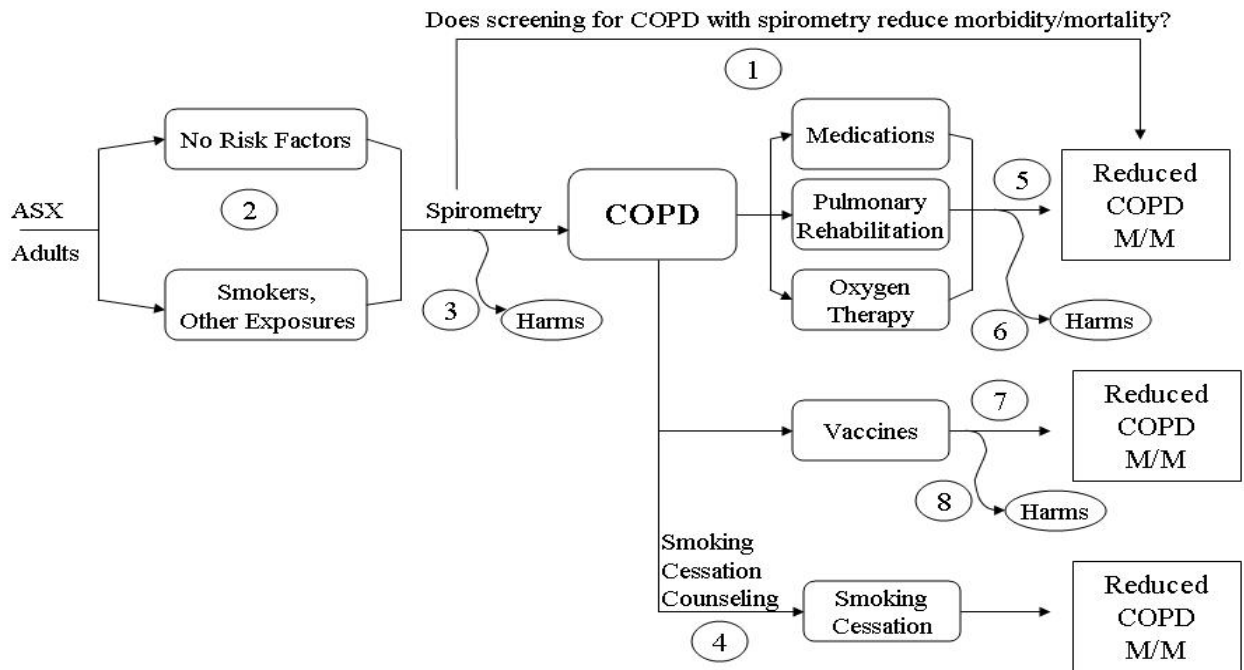 Does screening for COPD with spirometry reduce morbidity/mortality?
1
No Risk Factors
Medications
2
5
Reduced
COPD
M/M
ASX
Adults
Spirometry
COPD
Pulmonary
Rehabilitation
Smokers,
Other Exposures
3
Harms
Oxygen
Therapy
6
Harms
7
Vaccines
Reduced
COPD
M/M
8
Harms
Smoking
Cessation
Counseling
4
Smoking
Cessation
Reduced
COPD
M/M